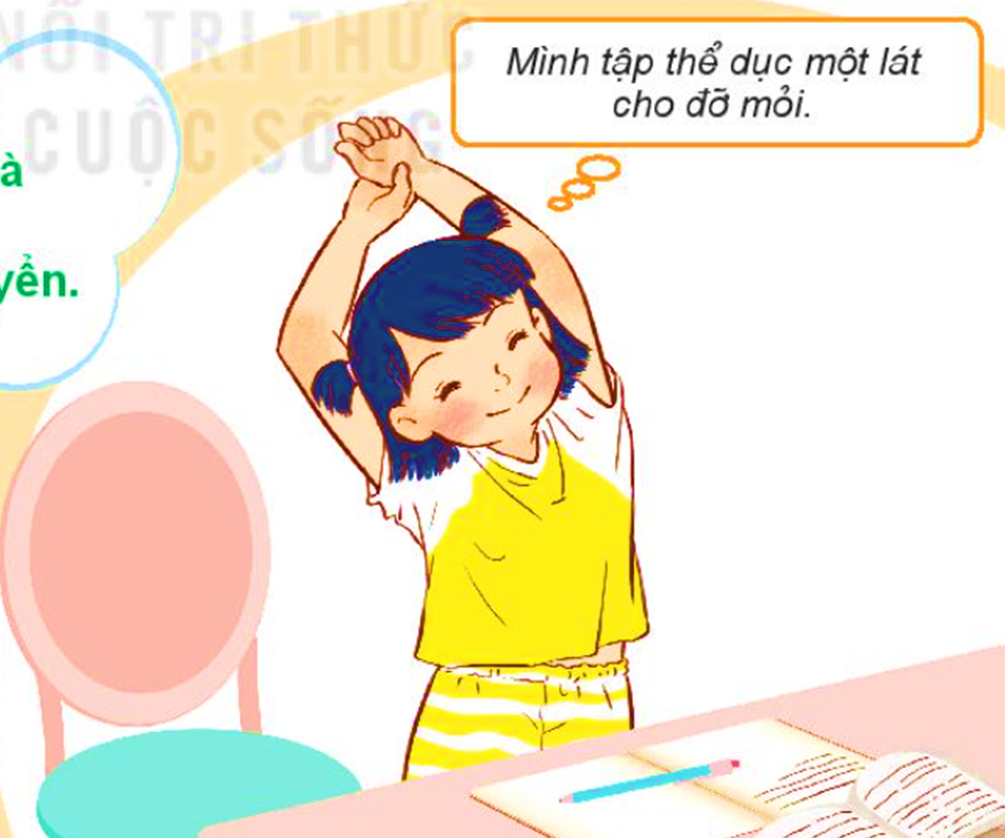 NỐI TRI THỨC
CUỘC SỐNG
Mình tập thể dục một lát
cho đỡ mỏi.
à
yển.